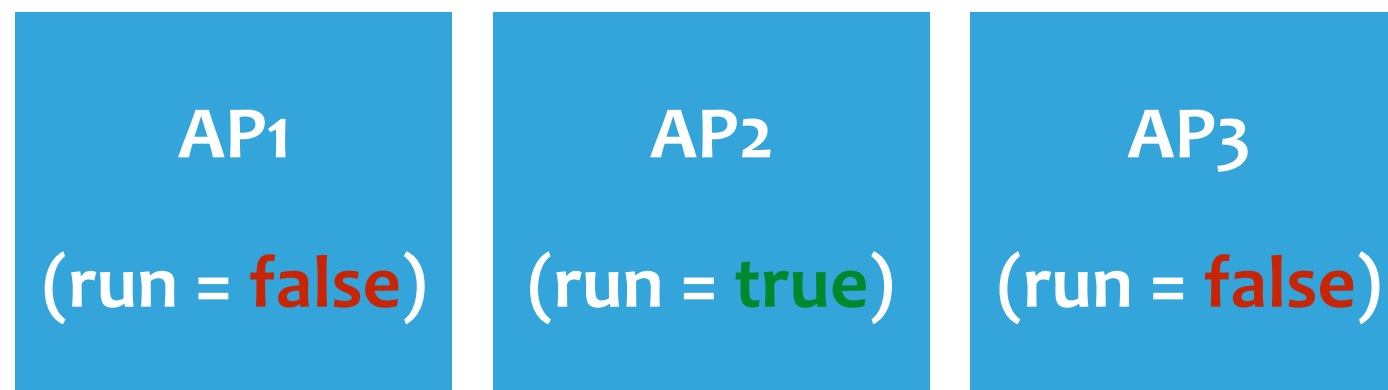 AP1
(run = false)
AP2
(run = true)
AP3
(run = false)